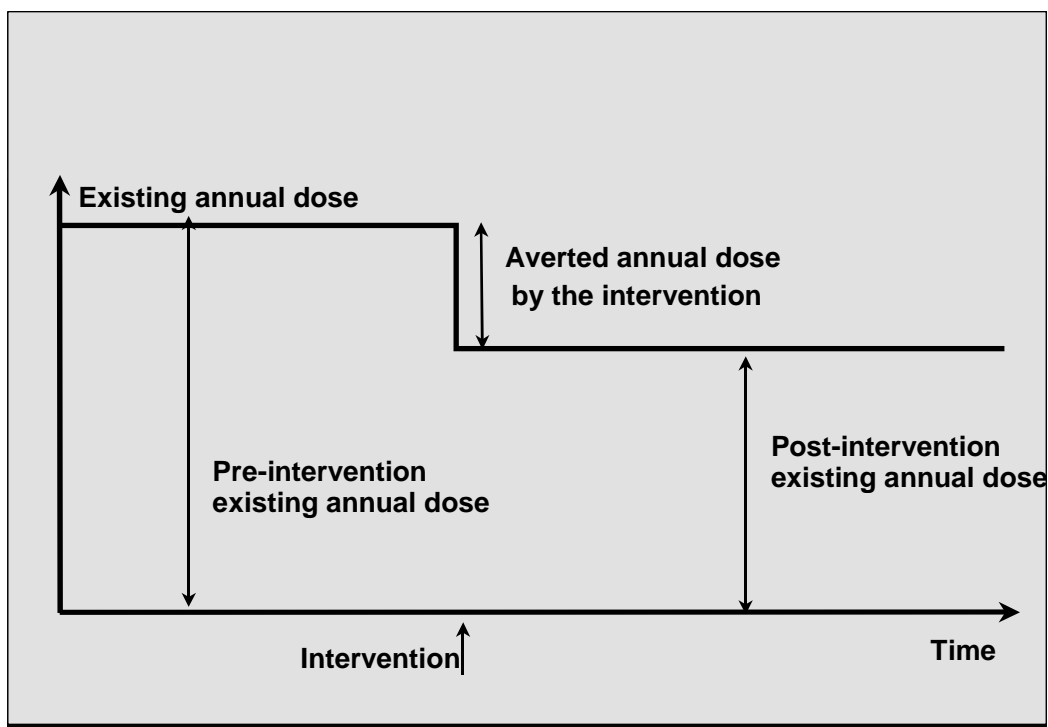 Existing annual dose
Averted annual dose
by the intervention
Pre-intervention
existing annual dose
Post-intervention
existing annual dose
Intervention
Time